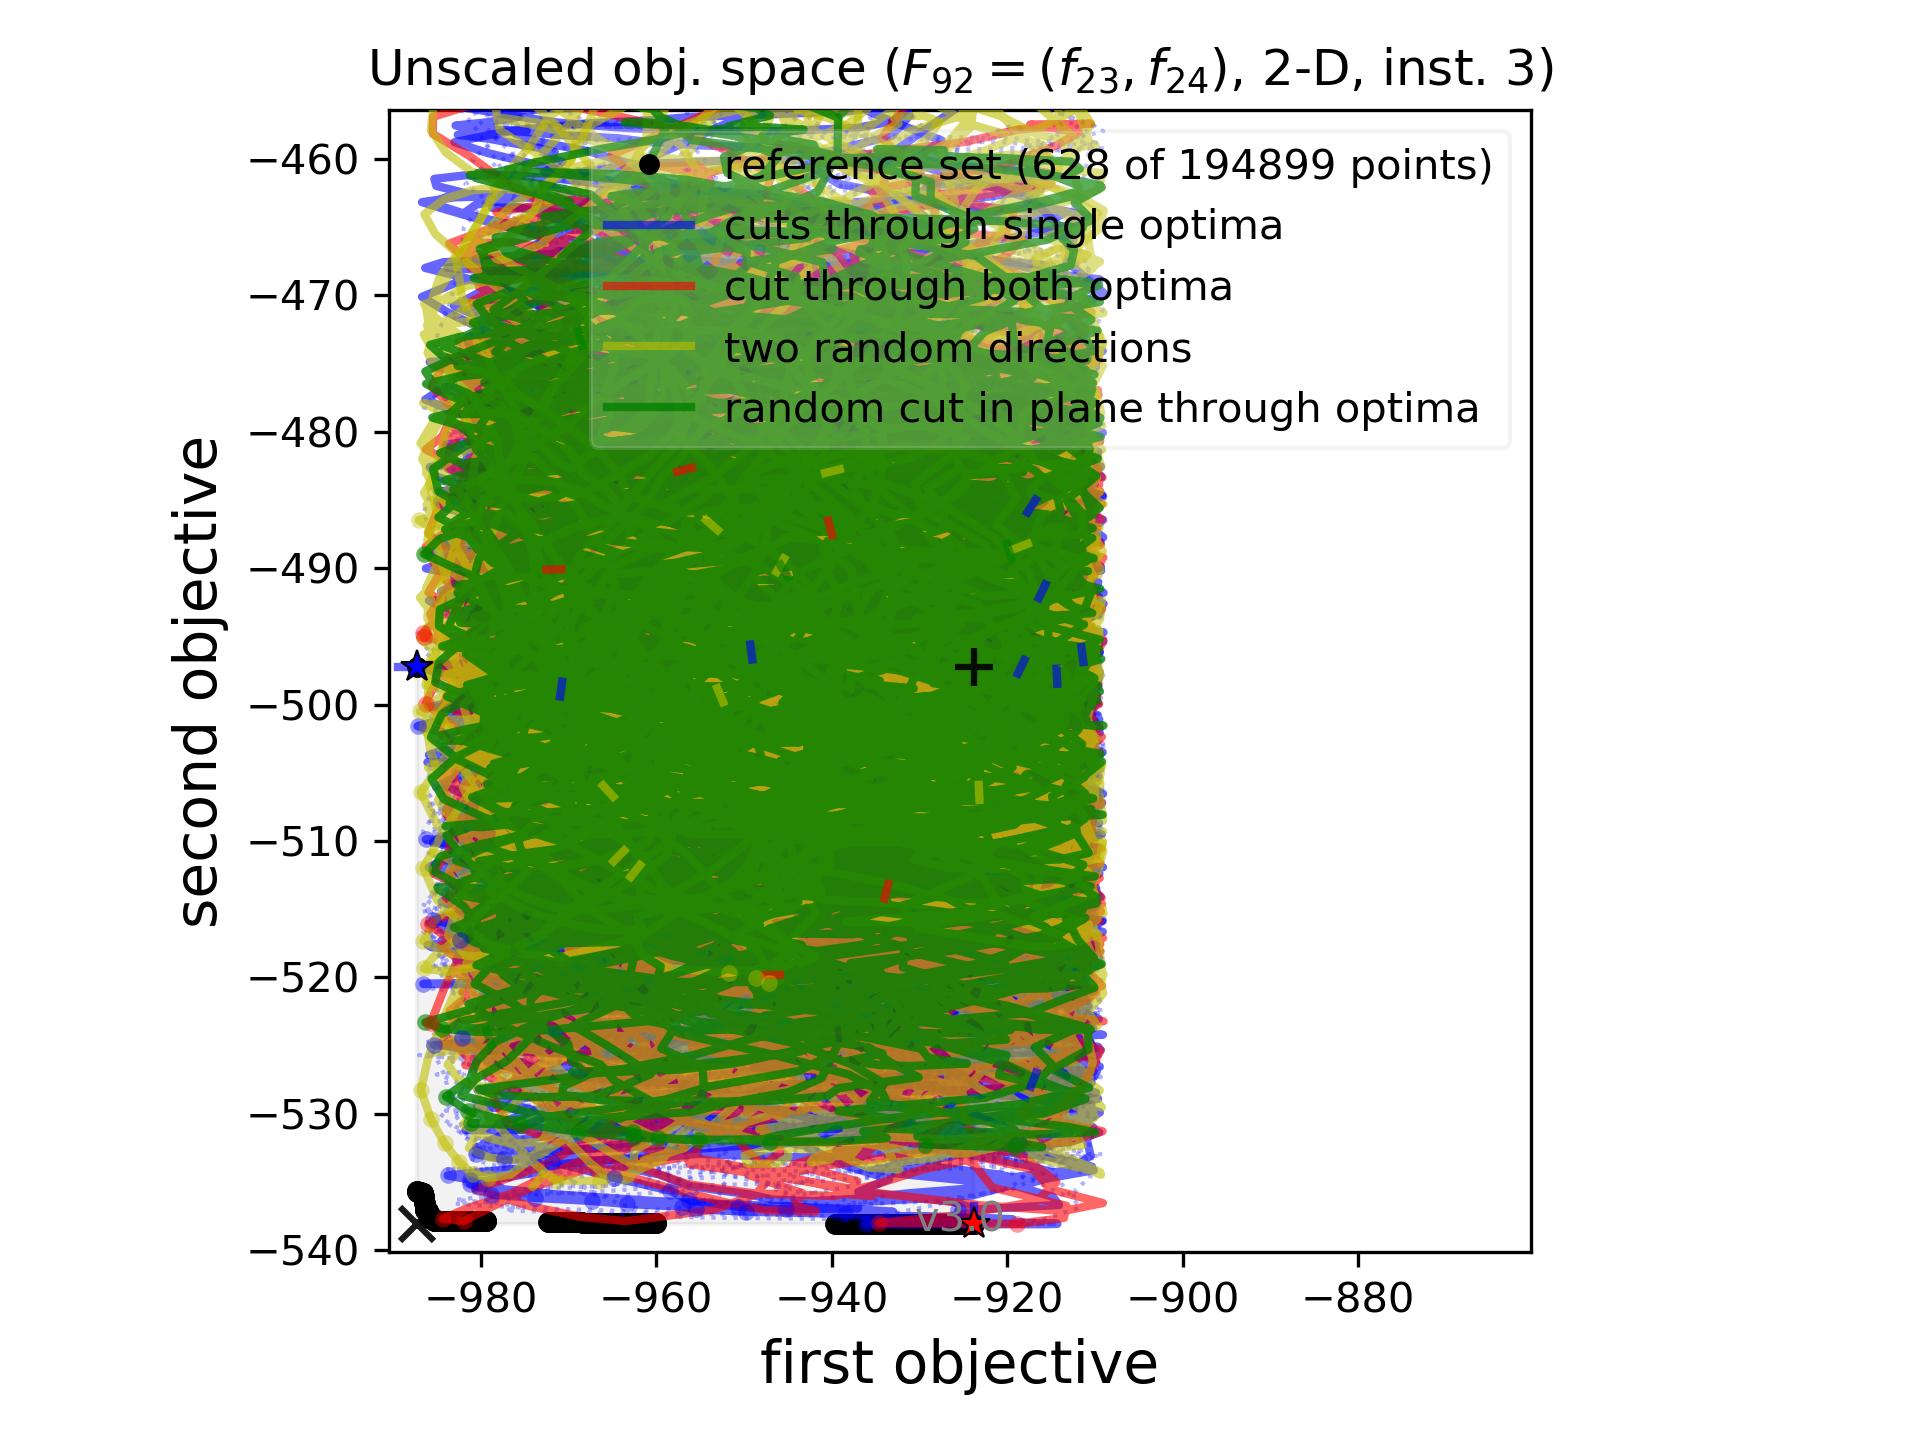 Unscaled obj. space (F₉₂ = (f₂₃, f₂₄), 2-D, inst. 3)
reference set (628 of 194899 points)
cuts through single optima
cut through both optima
two random directions
random cut in plane through optima
second objective
−460
−470
−480
−490
−500
−510
−520
−530
−540
v3.0
−980 −960 −940 −920 −900 −880
first objective